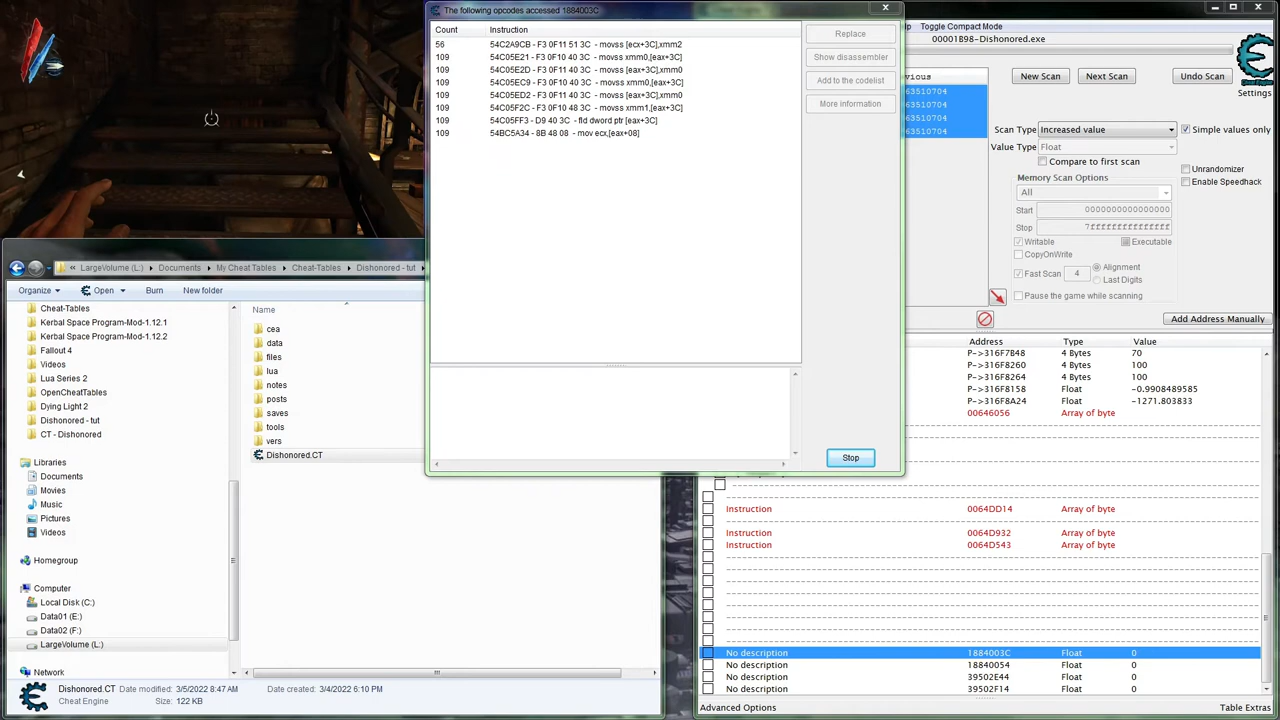 The following opcodes accessed 1884003C
Count Instruction
56 54C2A9CB - F3 0F11 51 3C - movss [ecx+3C],xmm2
109 54C05E21 - F3 0F10 40 3C - movss xmm0,[eax+3C]
109 54C05E2D - F3 0F11 40 3C - movss [eax+3C],xmm0
109 54C05EC9 - F3 0F10 40 3C - movss xmm0,[eax+3C]
109 54C05ED2 - F3 0F11 40 3C - movss [eax+3C],xmm0
109 54C05F2C - F3 0F10 48 3C - movss xmm1,[eax+3C]
109 54C05FF3 - D9 40 3C - fld dword ptr [eax+3C]
109 54BC5A34 - 8B 48 08 - mov ecx,[eax+08]
Replace
Show disassembler
Add to the codelist
More information
Stop
lp Toggle Compact Mode
00001B98-Dishonored.exe
vious
63510704
63510704
63510704
63510704
New Scan Next Scan Undo Scan
Settings
Scan Type Increased value Simple values only
Value Type Float
Compare to first scan
Memory Scan Options
Unrandomizer
Enable Speedhack
All
Start 0000000000000000
Stop 7fffffffffffffff
Writable Executable
CopyOnWrite
Fast Scan 4 Alignment
Last Digits
Pause the game while scanning
Add Address Manually
Address Type Value
P->316F7B48 4 Bytes 70
P->316F8260 4 Bytes 100
P->316F8264 4 Bytes 100
P->316F8158 Float -0.9908489585
P->316F8A24 Float -1271.803833
00646056 Array of byte
Instruction 0064DD14 Array of byte
Instruction 0064D932 Array of byte
Instruction 0064D543 Array of byte
No description 1884003C Float 0
No description 18840054 Float 0
No description 39502E44 Float 0
No description 39502F14 Float 0
Advanced Options Table Extras
« LargeVolume (L:) Documents My Cheat Tables Cheat-Tables Dishonored - tut
Organize Open Burn New folder
Cheat-Tables
Kerbal Space Program-Mod-1.12.1
Kerbal Space Program-Mod-1.12.2
Fallout 4
Videos
Lua Series 2
OpenCheatTables
Dying Light 2
Dishonored - tut
CT - Dishonored
Libraries
Documents
Movies
Music
Pictures
Videos
Homegroup
Computer
Local Disk (C:)
Data01 (E:)
Data02 (F:)
LargeVolume (L:)
Network
Name
cea
data
files
lua
notes
posts
saves
tools
vers
Dishonored.CT
Dishonored.CT Date modified: 3/5/2022 8:47 AM Date created: 3/4/2022 6:10 PM
Cheat Engine Size: 122 KB